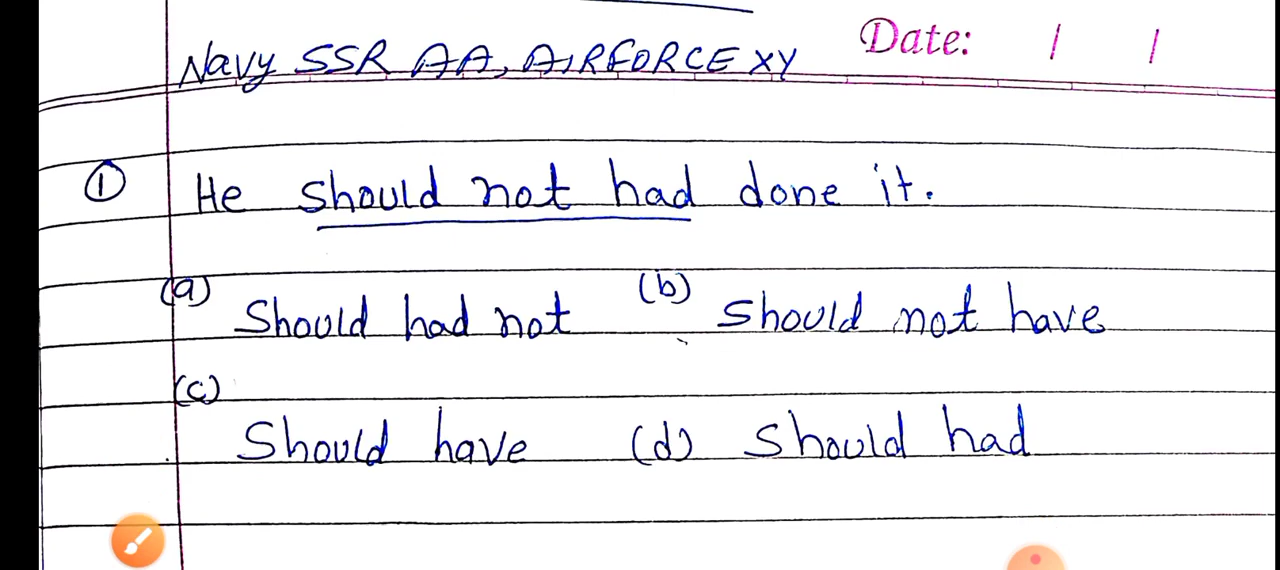 Navy SSR AA, AIRFORCE XY Date: / /
① He should not had done it.
(a) Should had not (b) Should not have
(c) Should have (d) Should had